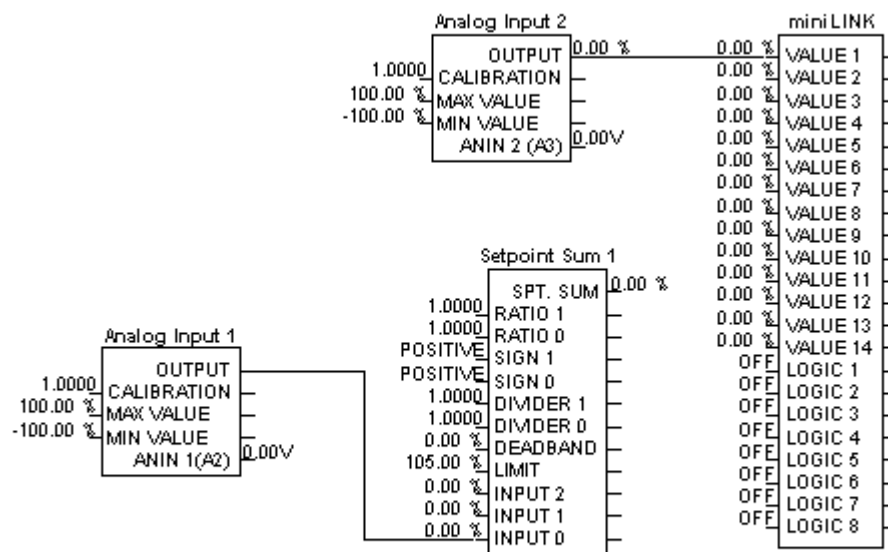 Analog Input 2
OUTPUT 0.00 %
1.0000 CALIBRATION
100.00 % MAX VALUE
-100.00 % MIN VALUE
ANIN 2 (A3) 0.00V
miniLINK
0.00 % VALUE 1
0.00 % VALUE 2
0.00 % VALUE 3
0.00 % VALUE 4
0.00 % VALUE 5
0.00 % VALUE 6
0.00 % VALUE 7
0.00 % VALUE 8
0.00 % VALUE 9
0.00 % VALUE 10
0.00 % VALUE 11
0.00 % VALUE 12
0.00 % VALUE 13
0.00 % VALUE 14
OFF LOGIC 1
OFF LOGIC 2
OFF LOGIC 3
OFF LOGIC 4
OFF LOGIC 5
OFF LOGIC 6
OFF LOGIC 7
OFF LOGIC 8
Setpoint Sum 1
SPT. SUM 0.00 %
1.0000 RATIO 1
1.0000 RATIO 0
POSITIVE SIGN 1
POSITIVE SIGN 0
1.0000 DIVIDER 1
1.0000 DIVIDER 0
0.00 % DEADBAND
105.00 % LIMIT
0.00 % INPUT 2
0.00 % INPUT 1
0.00 % INPUT 0
Analog Input 1
OUTPUT
1.0000 CALIBRATION
100.00 % MAX VALUE
-100.00 % MIN VALUE
ANIN 1(A2) 0.00V